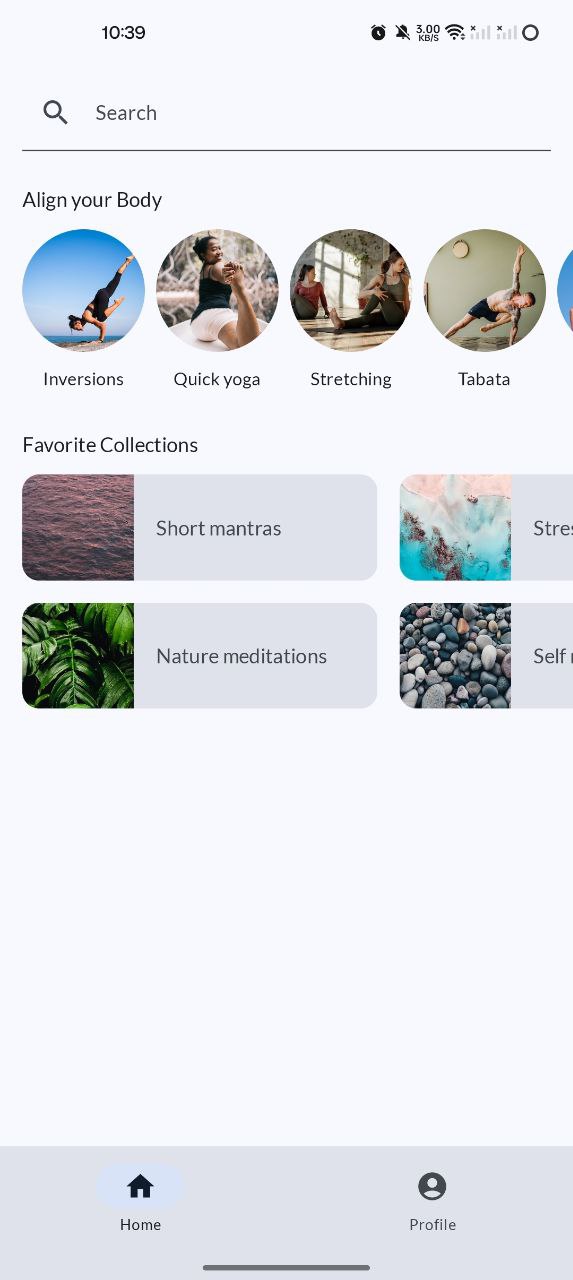 10:39
3.00
KB/S
Search
Align your Body
Inversions
Quick yoga
Stretching
Tabata
Favorite Collections
Short mantras
Stres
Nature meditations
Self
Home
Profile